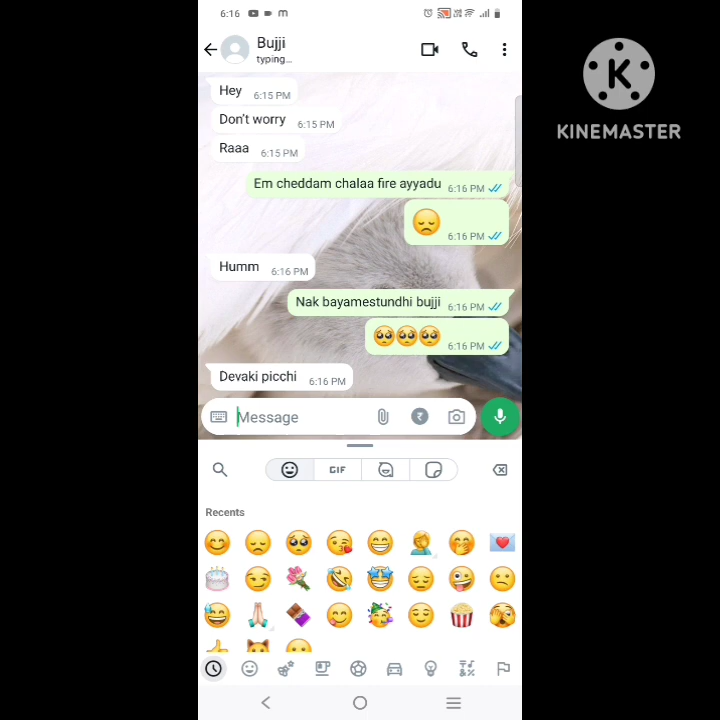 6:16
Bujji
typing...
Hey 6:15 PM
Don't worry 6:15 PM
Raaa 6:15 PM
Em cheddam chalaa fire ayyadu 6:16 PM
6:16 PM
Humm 6:16 PM
Nak bayamestundhi bujji 6:16 PM
6:16 PM
Devaki picchi 6:16 PM
Message
GIF
Recents
K
KINEMASTER